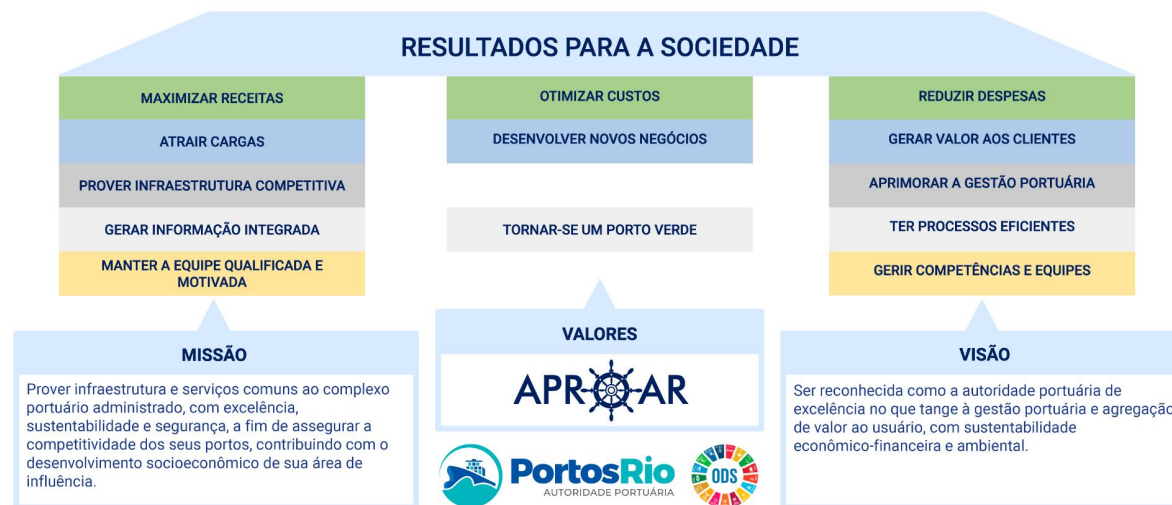 RESULTADOS PARA A SOCIEDADE
MAXIMIZAR RECEITAS
OTIMIZAR CUSTOS
REDUZIR DESPESAS
ATRAIR CARGAS
DESENVOLVER NOVOS NEGÓCIOS
GERAR VALOR AOS CLIENTES
PROVER INFRAESTRUTURA COMPETITIVA
APRIMORAR A GESTÃO PORTUÁRIA
GERAR INFORMAÇÃO INTEGRADA
TORNAR-SE UM PORTO VERDE
TER PROCESSOS EFICIENTES
MANTER A EQUIPE QUALIFICADA E
MOTIVADA
GERIR COMPETÊNCIAS E EQUIPES
MISSÃO
Prover infraestrutura e serviços comuns ao complexo
portuário administrado, com excelência,
sustentabilidade e segurança, a fim de assegurar a
competitividade dos seus portos, contribuindo com o
desenvolvimento socioeconômico de sua área de
influência.
VALORES
APROAR
PortosRio
AUTORIDADE PORTUÁRIA
ODS
VISÃO
Ser reconhecida como a autoridade portuária de
excelência no que tange à gestão portuária e agregação
de valor ao usuário, com sustentabilidade
econômico-financeira e ambiental.